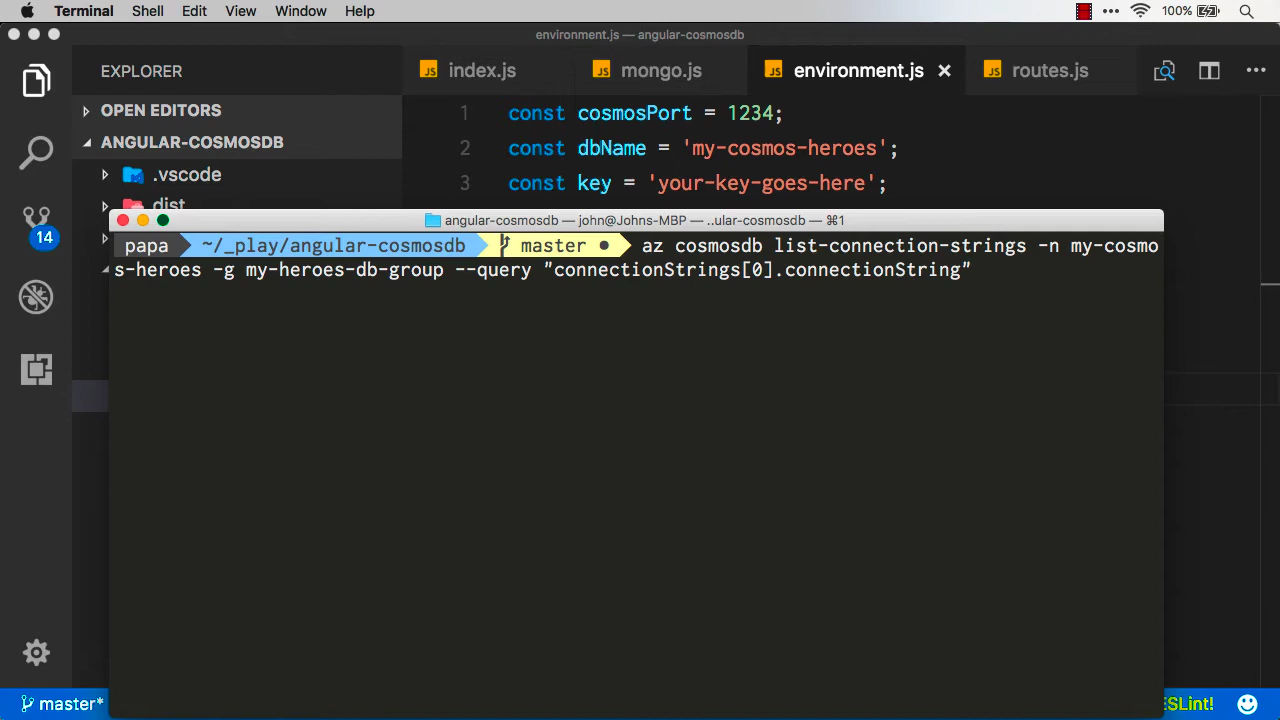 Terminal Shell Edit View Window Help 100%
environment.js — angular-cosmosdb
EXPLORER
index.js mongo.js environment.js routes.js
OPEN EDITORS
ANGULAR-COSMOSDB
.vscode
dist
14
1 const cosmosPort = 1234;
2 const dbName = 'my-cosmos-heroes';
3 const key = 'your-key-goes-here';
angular-cosmosdb — john@Johns-MBP — ..ular-cosmosdb — ⌘1
papa ~/_play/angular-cosmosdb master ● az cosmosdb list-connection-strings -n my-cosmo
s-heroes -g my-heroes-db-group --query "connectionStrings[0].connectionString"
master* ESLint!